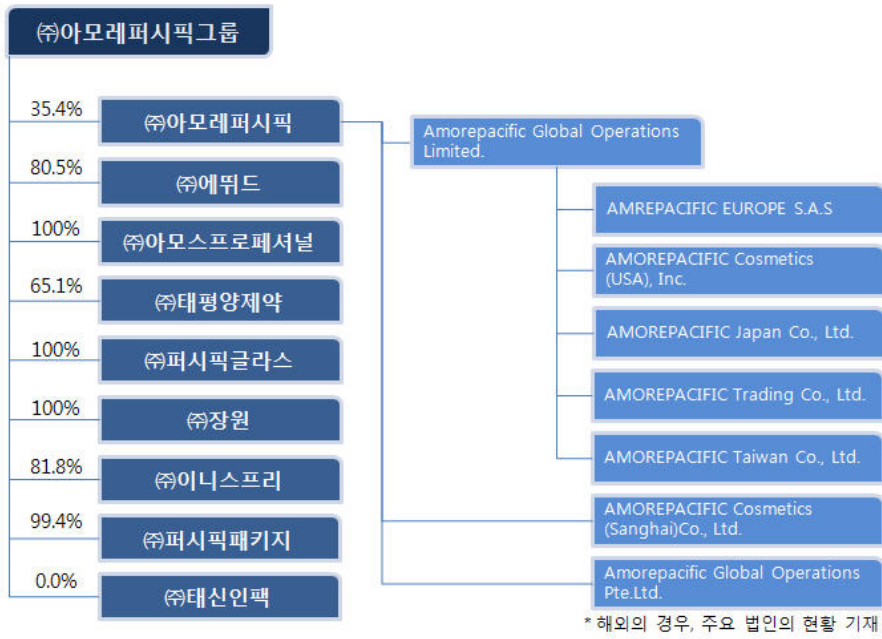 ㈜아모레퍼시픽그룹
35.4%
㈜아모레퍼시픽
80.5%
㈜에뛰드
100%
㈜아모스프로페셔널
65.1%
㈜태평양제약
100%
㈜퍼시픽글라스
100%
㈜장원
81.8%
㈜이니스프리
99.4%
㈜퍼시픽패키지
0.0%
㈜태신인팩
Amorepacific Global Operations
Limited.
AMREPACIFIC EUROPE S.A.S
AMOREPACIFIC Cosmetics
(USA), Inc.
AMOREPACIFIC Japan Co., Ltd.
AMOREPACIFIC Trading Co., Ltd.
AMOREPACIFIC Taiwan Co., Ltd.
AMOREPACIFIC Cosmetics
(Sanghai)Co., Ltd.
Amorepacific Global Operations
Pte.Ltd.
* 해외의 경우, 주요 법인의 현황 기재